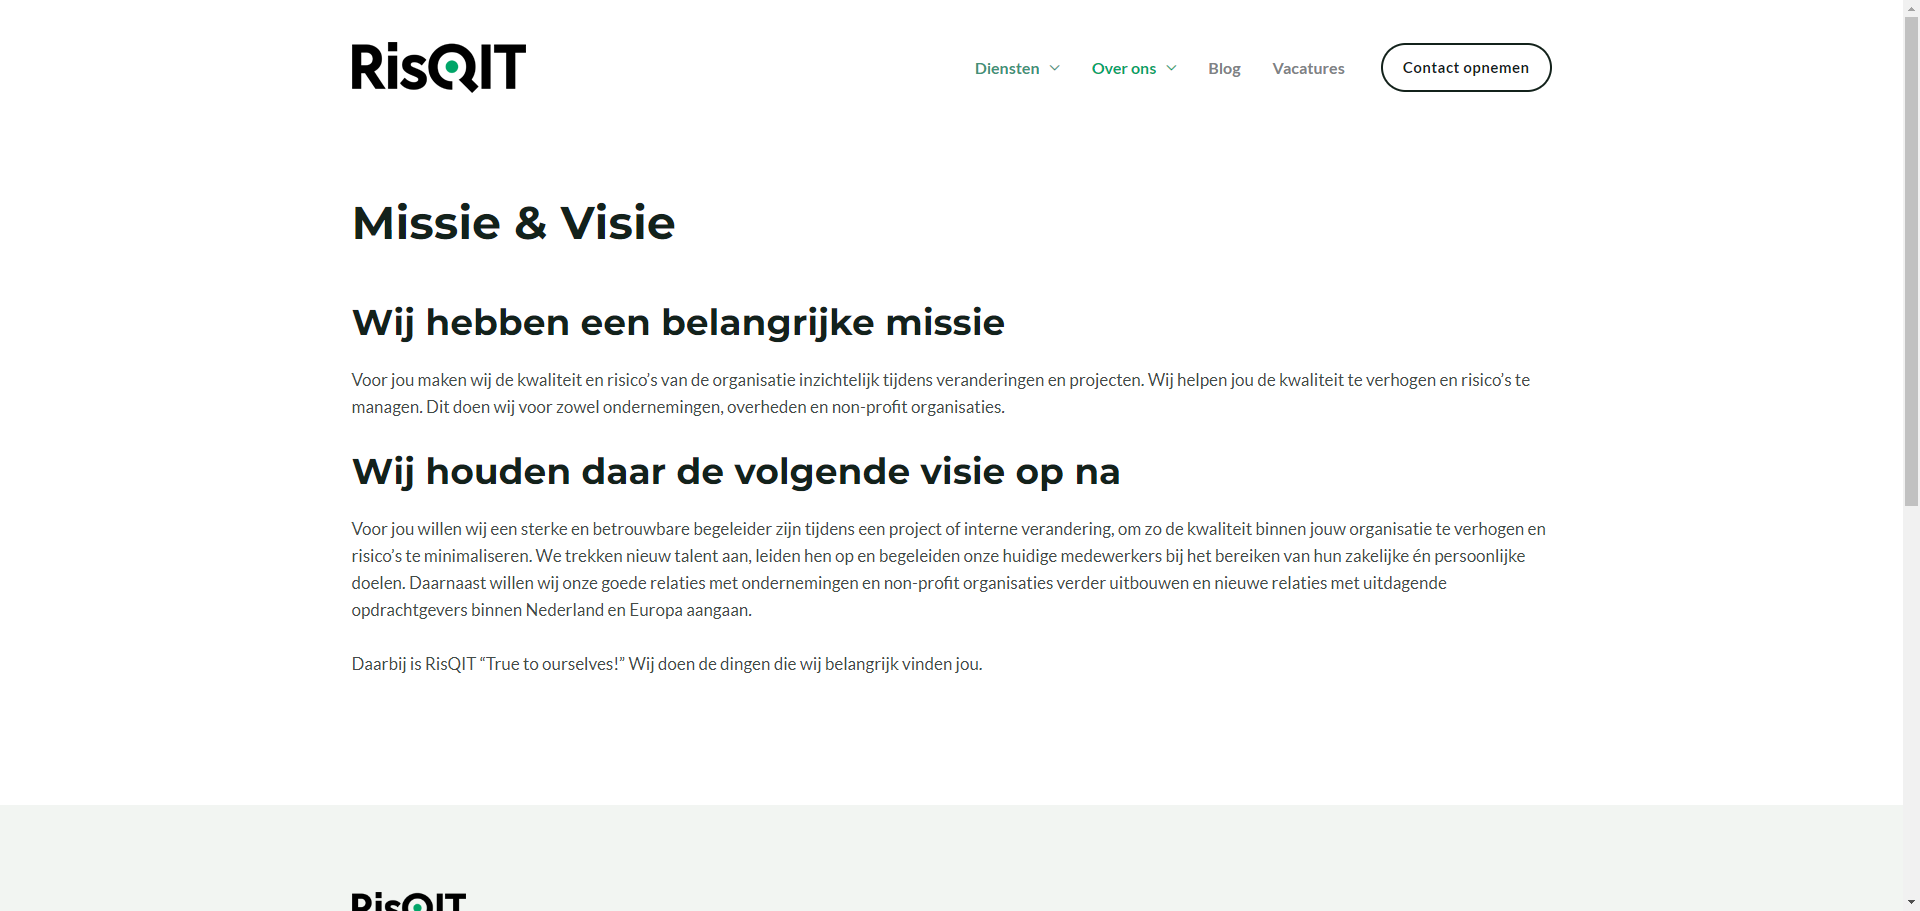 RisQIT
Diensten
Over ons
Blog
Vacatures
Contact opnemen
Missie & Visie
Wij hebben een belangrijke missie
Voor jou maken wij de kwaliteit en risico’s van de organisatie inzichtelijk tijdens veranderingen en projecten. Wij helpen jou de kwaliteit te verhogen en risico’s te
managen. Dit doen wij voor zowel ondernemingen, overheden en non-profit organisaties.
Wij houden daar de volgende visie op na
Voor jou willen wij een sterke en betrouwbare begeleider zijn tijdens een project of interne verandering, om zo de kwaliteit binnen jouw organisatie te verhogen en
risico’s te minimaliseren. We trekken nieuw talent aan, leiden hen op en begeleiden onze huidige medewerkers bij het bereiken van hun zakelijke én persoonlijke
doelen. Daarnaast willen wij onze goede relaties met ondernemingen en non-profit organisaties verder uitbouwen en nieuwe relaties met uitdagende
opdrachtgevers binnen Nederland en Europa aangaan.
Daarbij is RisQIT “True to ourselves!” Wij doen de dingen die wij belangrijk vinden jou.
RisQIT